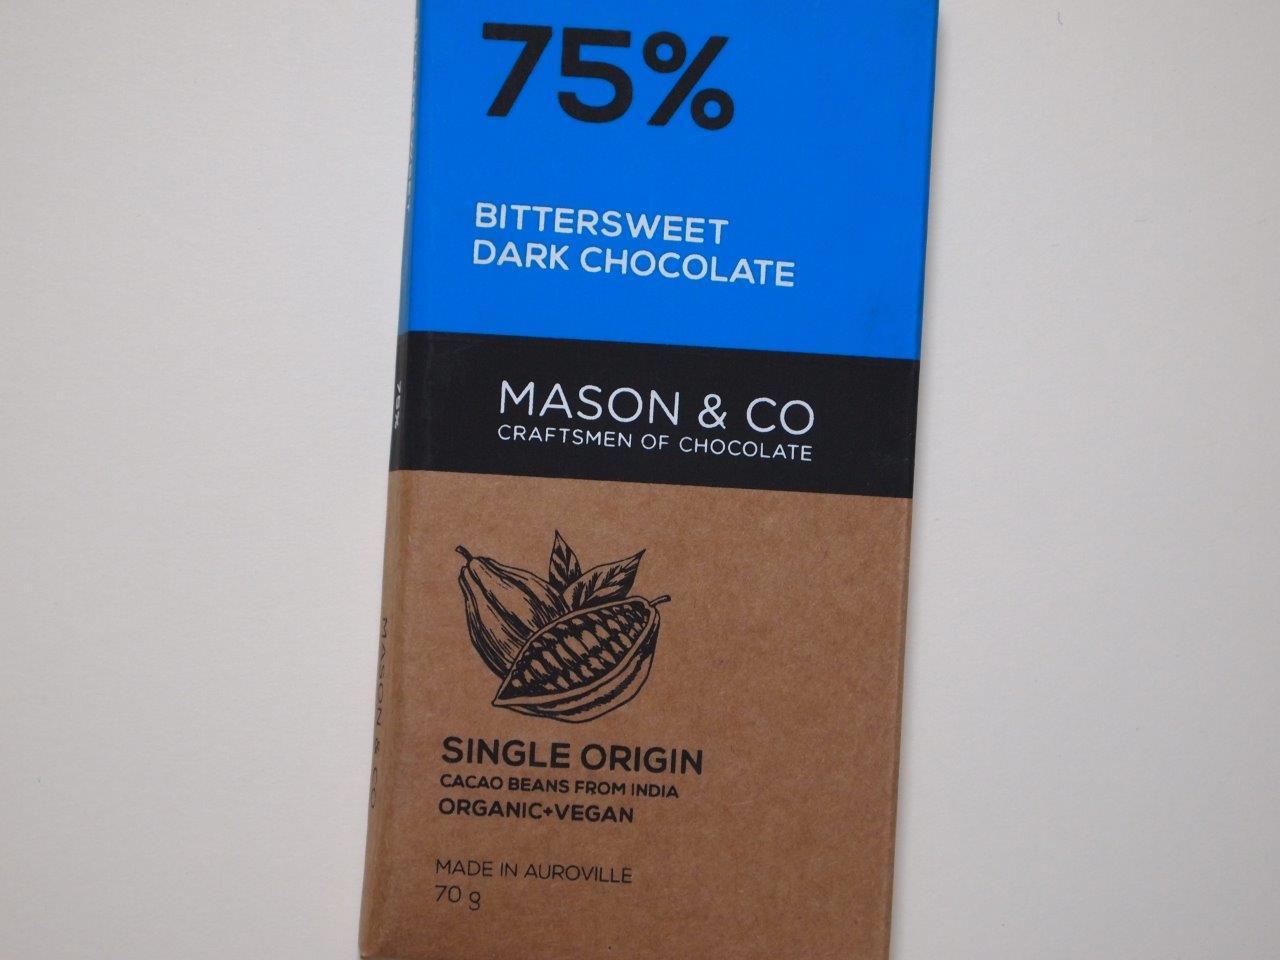 75%
BITTERSWEET
DARK CHOCOLATE
MASON & CO
CRAFTSMEN OF CHOCOLATE
SINGLE ORIGIN
CACAO BEANS FROM INDIA
ORGANIC+VEGAN
MADE IN AUROVILLE
70 g
75%
MASON & CO